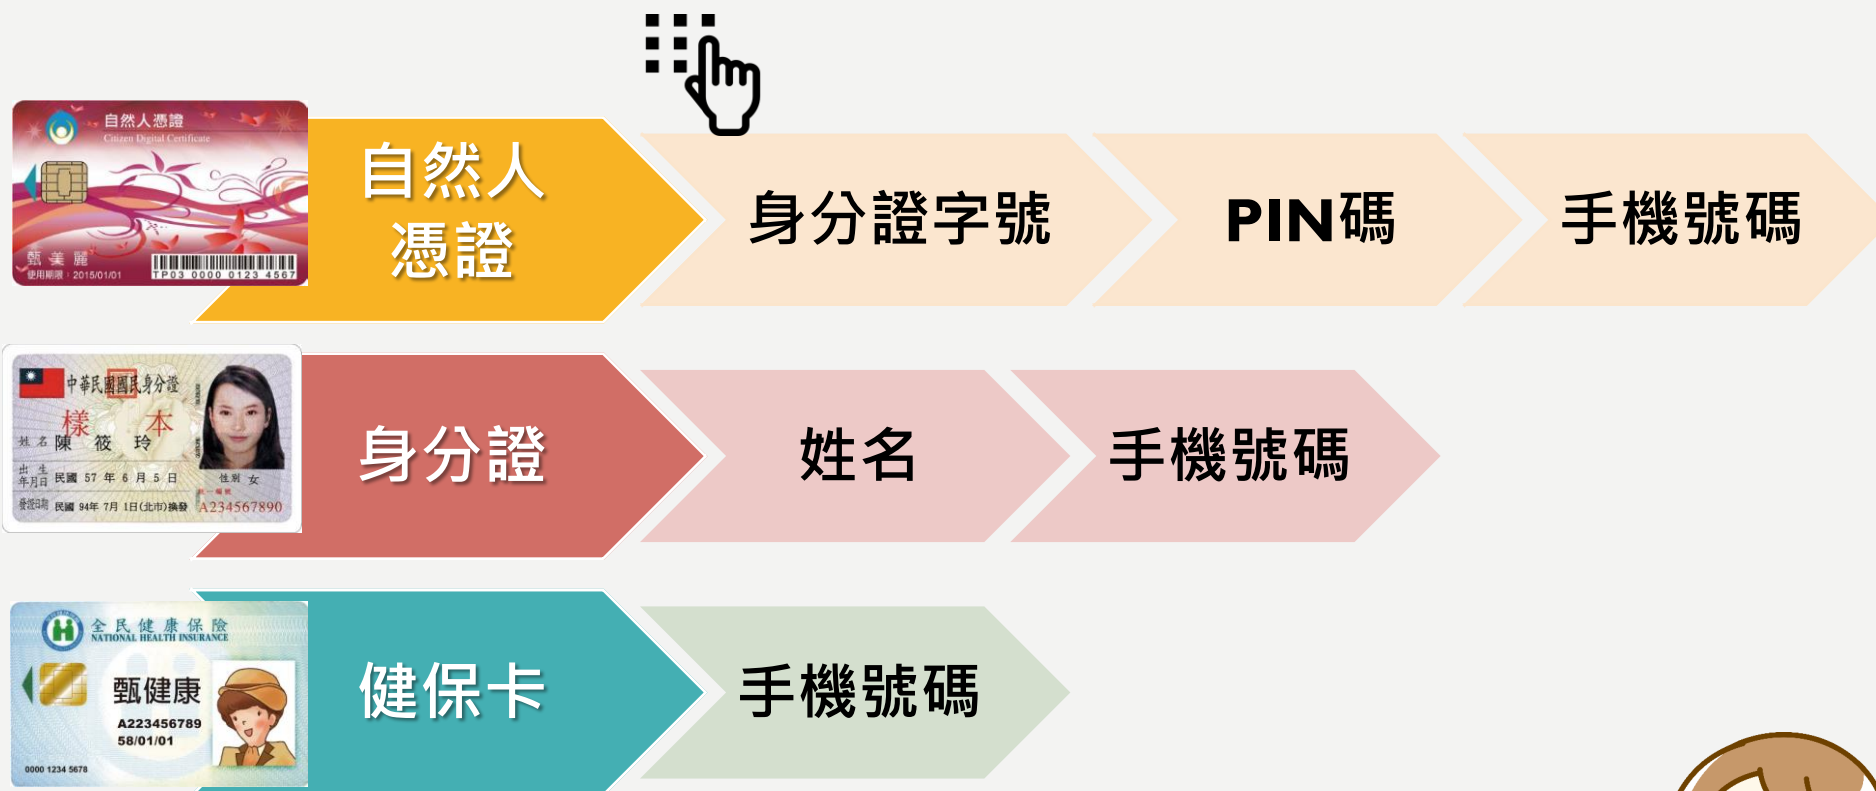 自然人憑證
Citizen Digital Certificate
甄美麗
使用期限：2015/01/01
TP03 0000 0123 4567
自然人
憑證
身分證字號
PIN碼
手機號碼
中華民國國民身分證
樣本
姓名 陳筱玲
出生年月日 民國 57 年 6 月 5 日
性別 女
統一編號
發證日期 民國 94年 7月 1日(北市)換發
A234567890
身分證
姓名
手機號碼
全民健康保險
NATIONAL HEALTH INSURANCE
甄健康
A223456789
58/01/01
0000 1234 5678
健保卡
手機號碼